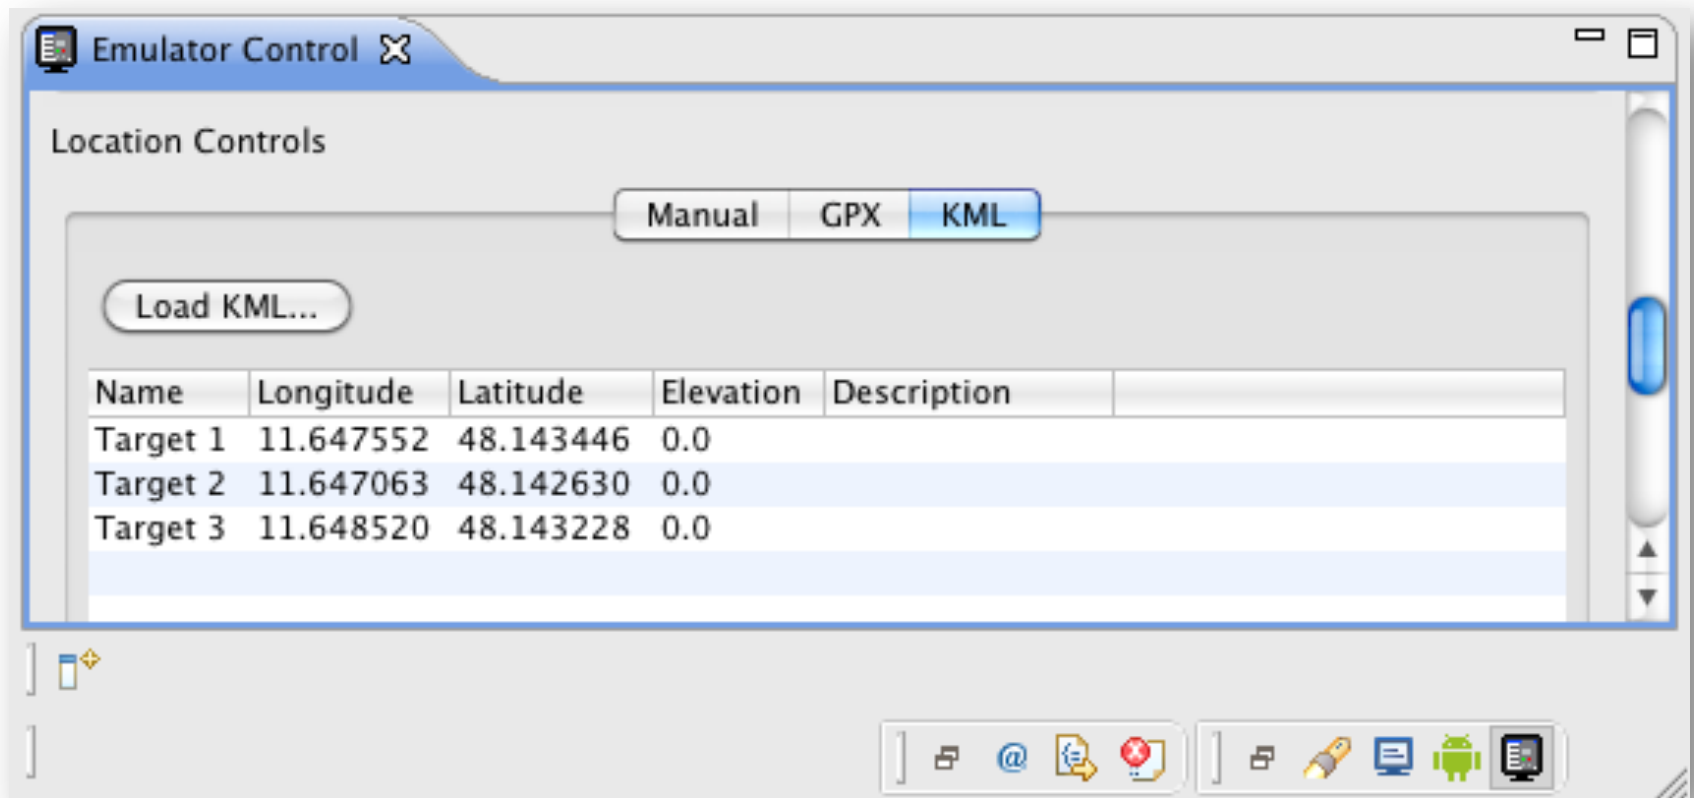 Emulator Control
Location Controls
Manual GPX KML
Load KML...
Name Longitude Latitude Elevation Description
Target 1 11.647552 48.143446 0.0
Target 2 11.647063 48.142630 0.0
Target 3 11.648520 48.143228 0.0